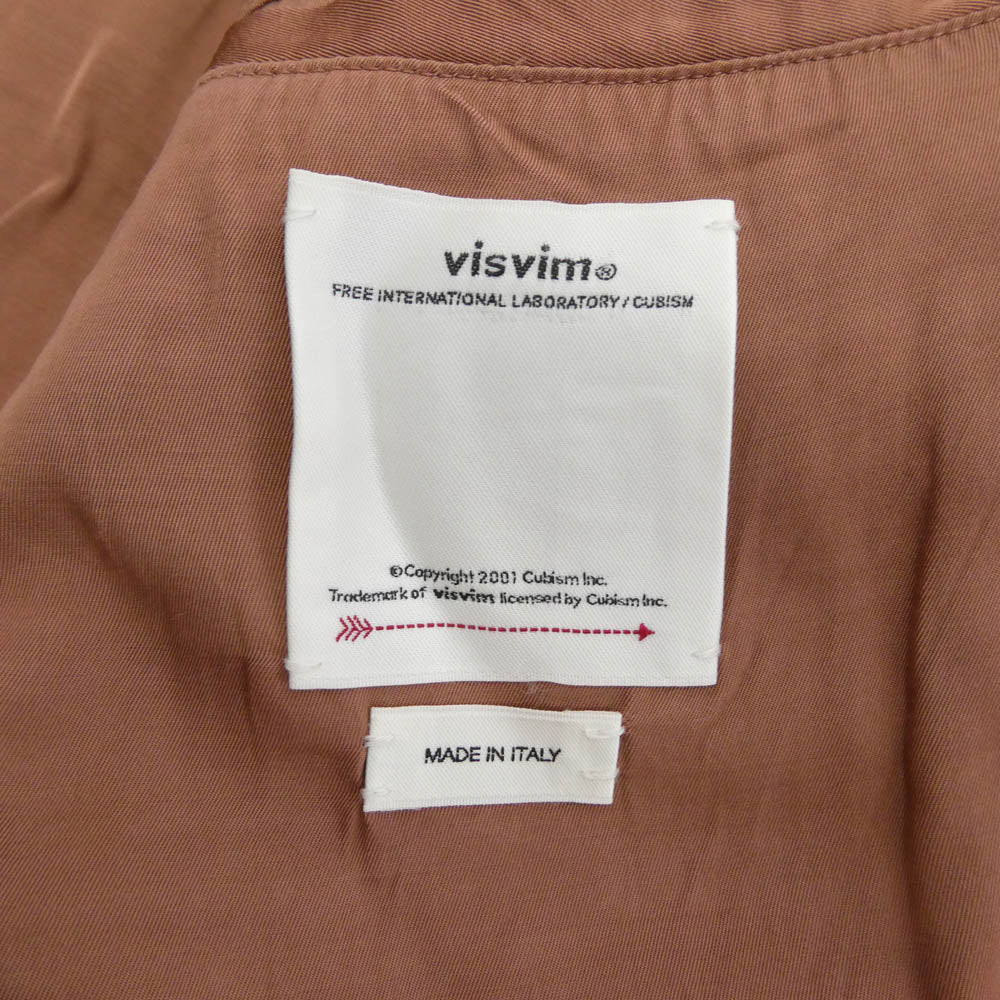 visvim®
FREE INTERNATIONAL LABORATORY / CUBISM
©Copyright 2001 Cubism Inc.
Trademark of visvim licensed by Cubism Inc.
MADE IN ITALY